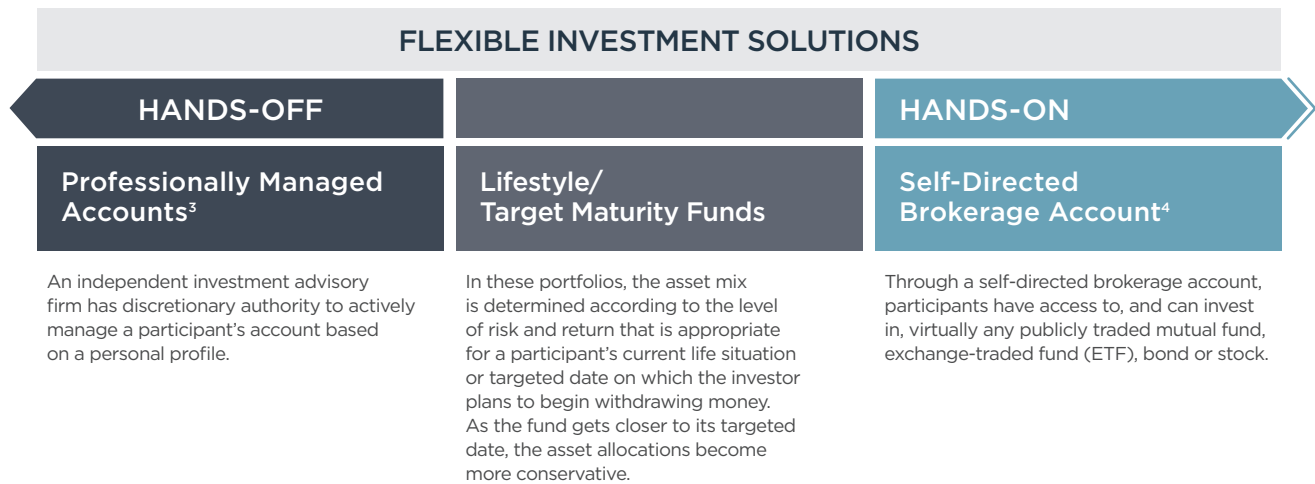 FLEXIBLE INVESTMENT SOLUTIONS
HANDS-OFF
HANDS-ON
Professionally Managed
Accounts³
An independent investment advisory
firm has discretionary authority to actively
manage a participant's account based
on a personal profile.
Lifestyle/
Target Maturity Funds
In these portfolios, the asset mix
is determined according to the level
of risk and return that is appropriate
for a participant's current life situation
or targeted date on which the investor
plans to begin withdrawing money.
As the fund gets closer to its targeted
date, the asset allocations become
more conservative.
Self-Directed
Brokerage Account⁴
Through a self-directed brokerage account,
participants have access to, and can invest
in, virtually any publicly traded mutual fund,
exchange-traded fund (ETF), bond or stock.